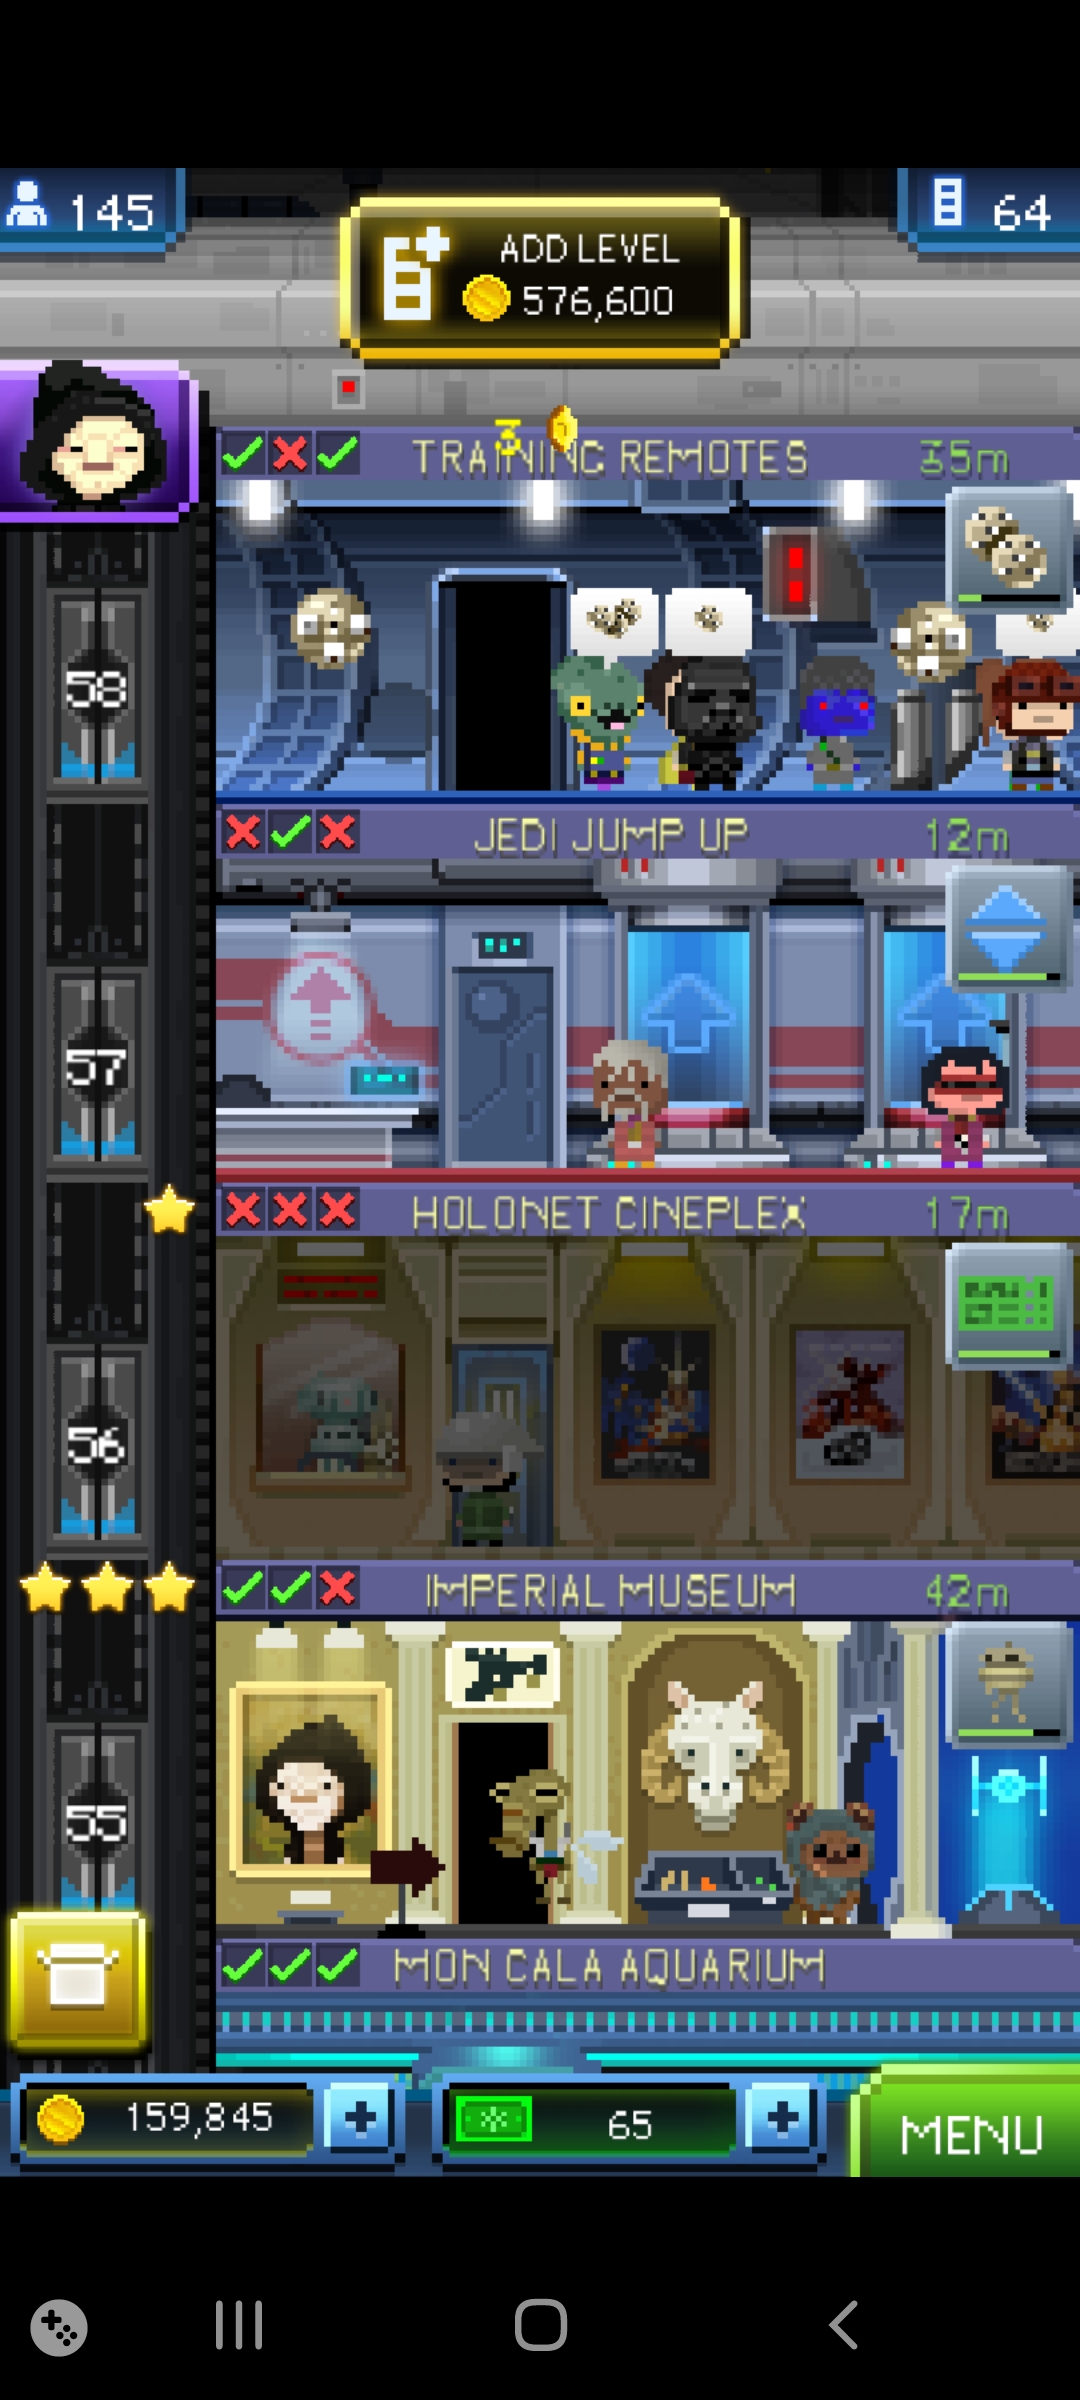 145
ADD LEVEL
576,600
64
TRAINING REMOTES
58
JEDI JUMP UP 12m
57
HOLONET CINEPLEX 17m
56
IMPERIAL MUSEUM 42m
55
MON CALA AQUARIUM
159,845
65
MENU